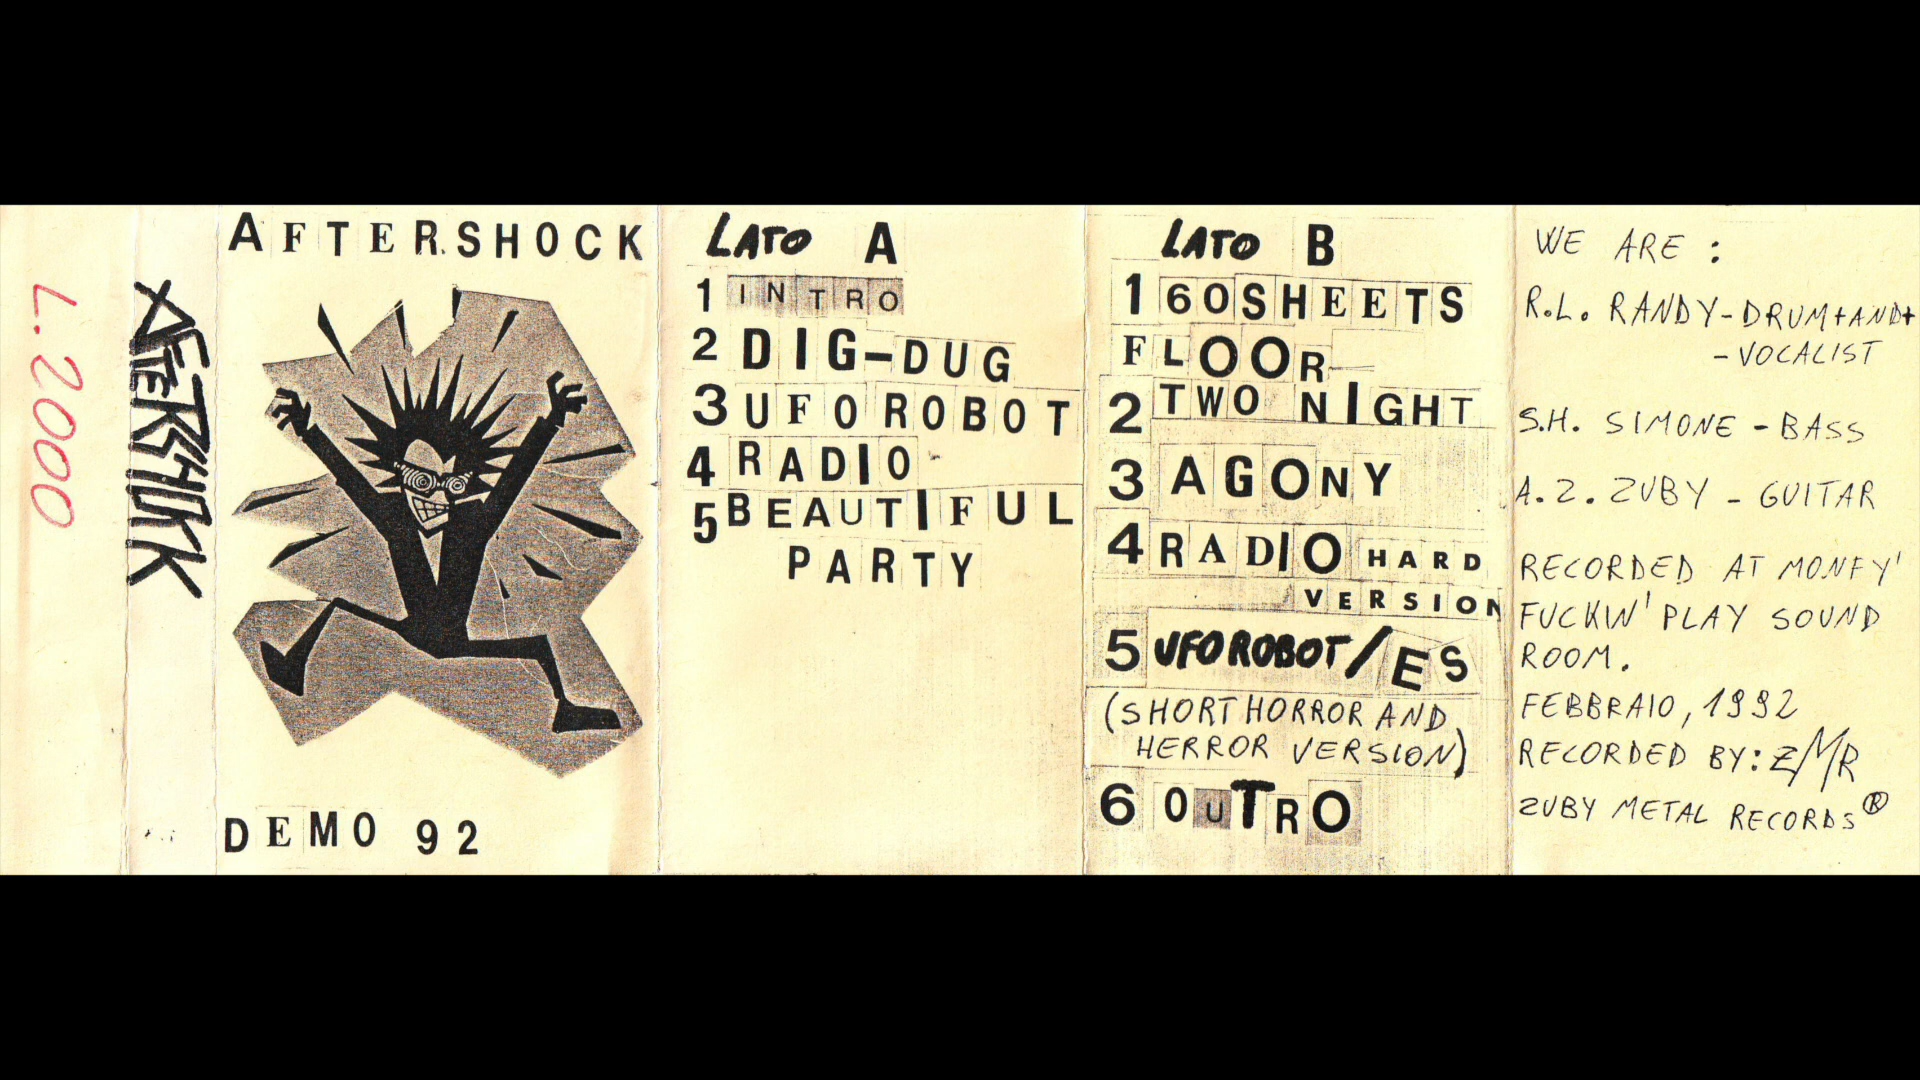 L. 2000
AFTERSHOCK
AFTERSHOCK
DEMO 92
LATO A
1 INTRO
2 DIG-DUG
3 UFO ROBOT
4 RADIO
5 BEAUTIFUL
PARTY
LATO B
1 60SHEETS
FLOOR
2 TWO NIGHT
3 AGONY
4 RADIO HARD
VERSION
5 UFO ROBOT/ES
(SHORT HORROR AND
HERROR VERSION)
6 OUTRO
WE ARE :
R.L. RANDY-DRUM+AND+
-VOCALIST
S.H. SIMONE - BASS
A.Z. ZUBY - GUITAR
RECORDED AT MONFY'
FUCKIN' PLAY SOUND
ROOM.
FEBBRAIO, 1992
RECORDED BY: ZMR
ZUBY METAL RECORDS®